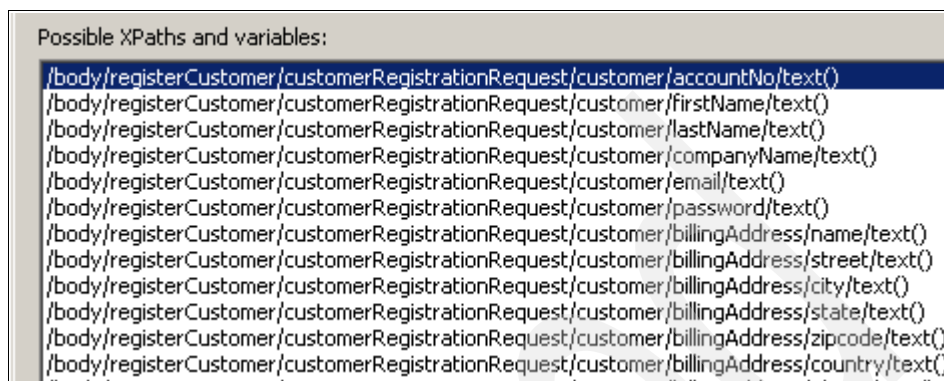 Possible XPaths and variables:
/body/registerCustomer/customerRegistrationRequest/customer/accountNo/text()
/body/registerCustomer/customerRegistrationRequest/customer/firstName/text()
/body/registerCustomer/customerRegistrationRequest/customer/lastName/text()
/body/registerCustomer/customerRegistrationRequest/customer/companyName/text()
/body/registerCustomer/customerRegistrationRequest/customer/email/text()
/body/registerCustomer/customerRegistrationRequest/customer/password/text()
/body/registerCustomer/customerRegistrationRequest/customer/billingAddress/name/text()
/body/registerCustomer/customerRegistrationRequest/customer/billingAddress/street/text()
/body/registerCustomer/customerRegistrationRequest/customer/billingAddress/city/text()
/body/registerCustomer/customerRegistrationRequest/customer/billingAddress/state/text()
/body/registerCustomer/customerRegistrationRequest/customer/billingAddress/zipcode/text()
/body/registerCustomer/customerRegistrationRequest/customer/billingAddress/country/text()